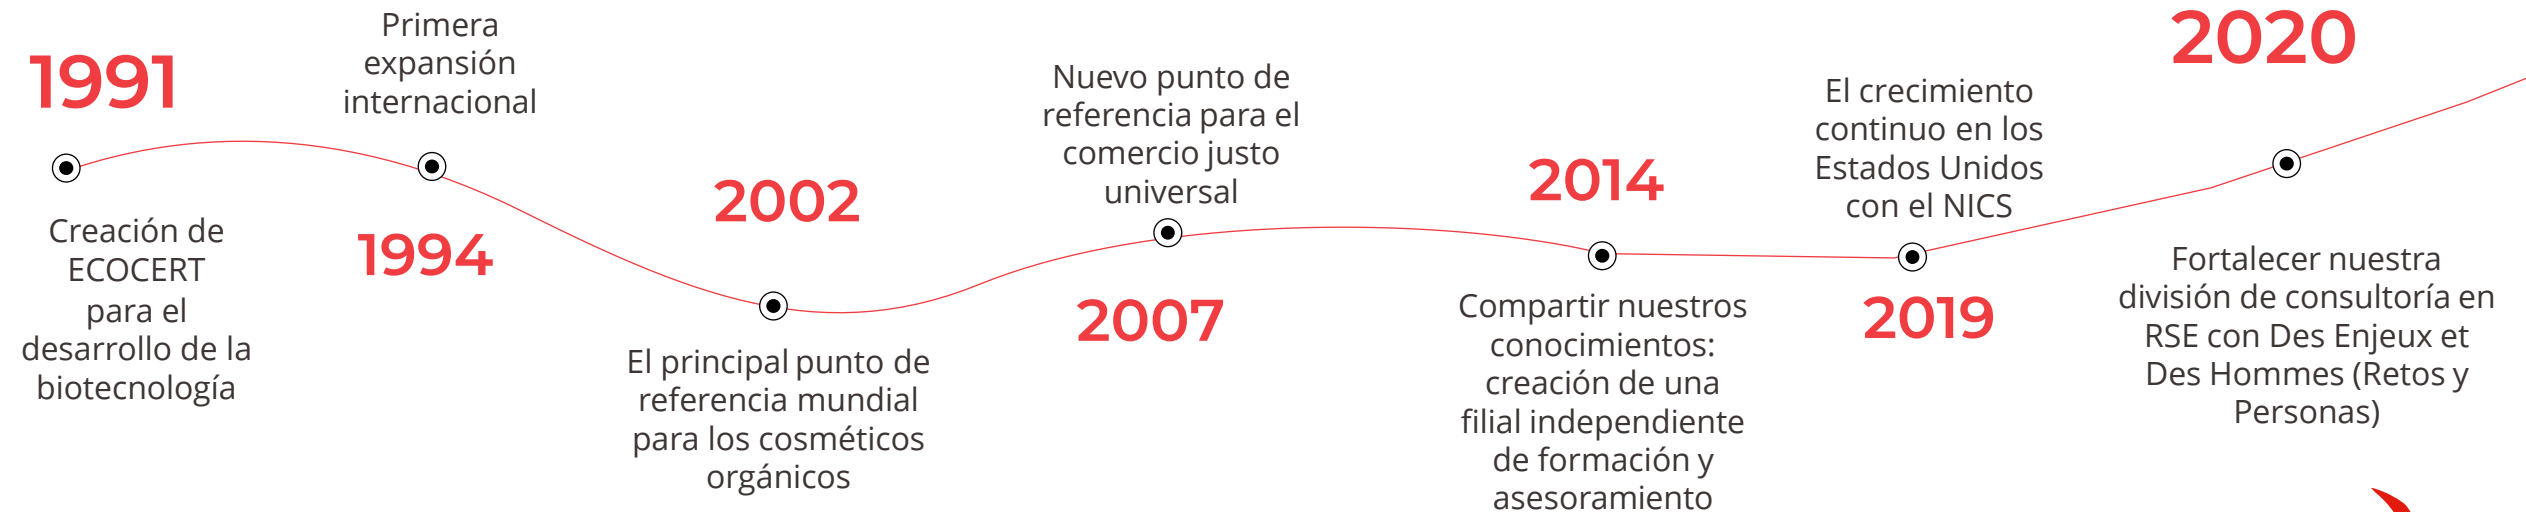 1991
Creación de
ECOCERT
para el
desarrollo de la
biotecnología
Primera
expansión
internacional
1994
2002
El principal punto de
referencia mundial
para los cosméticos
orgánicos
Nuevo punto de
referencia para el
comercio justo
universal
2007
2014
Compartir nuestros
conocimientos:
creación de una
filial independiente
de formación y
asesoramiento
El crecimiento
continuo en los
Estados Unidos
con el NICS
2019
2020
Fortalecer nuestra
división de consultoría en
RSE con Des Enjeux et
Des Hommes (Retos y
Personas)